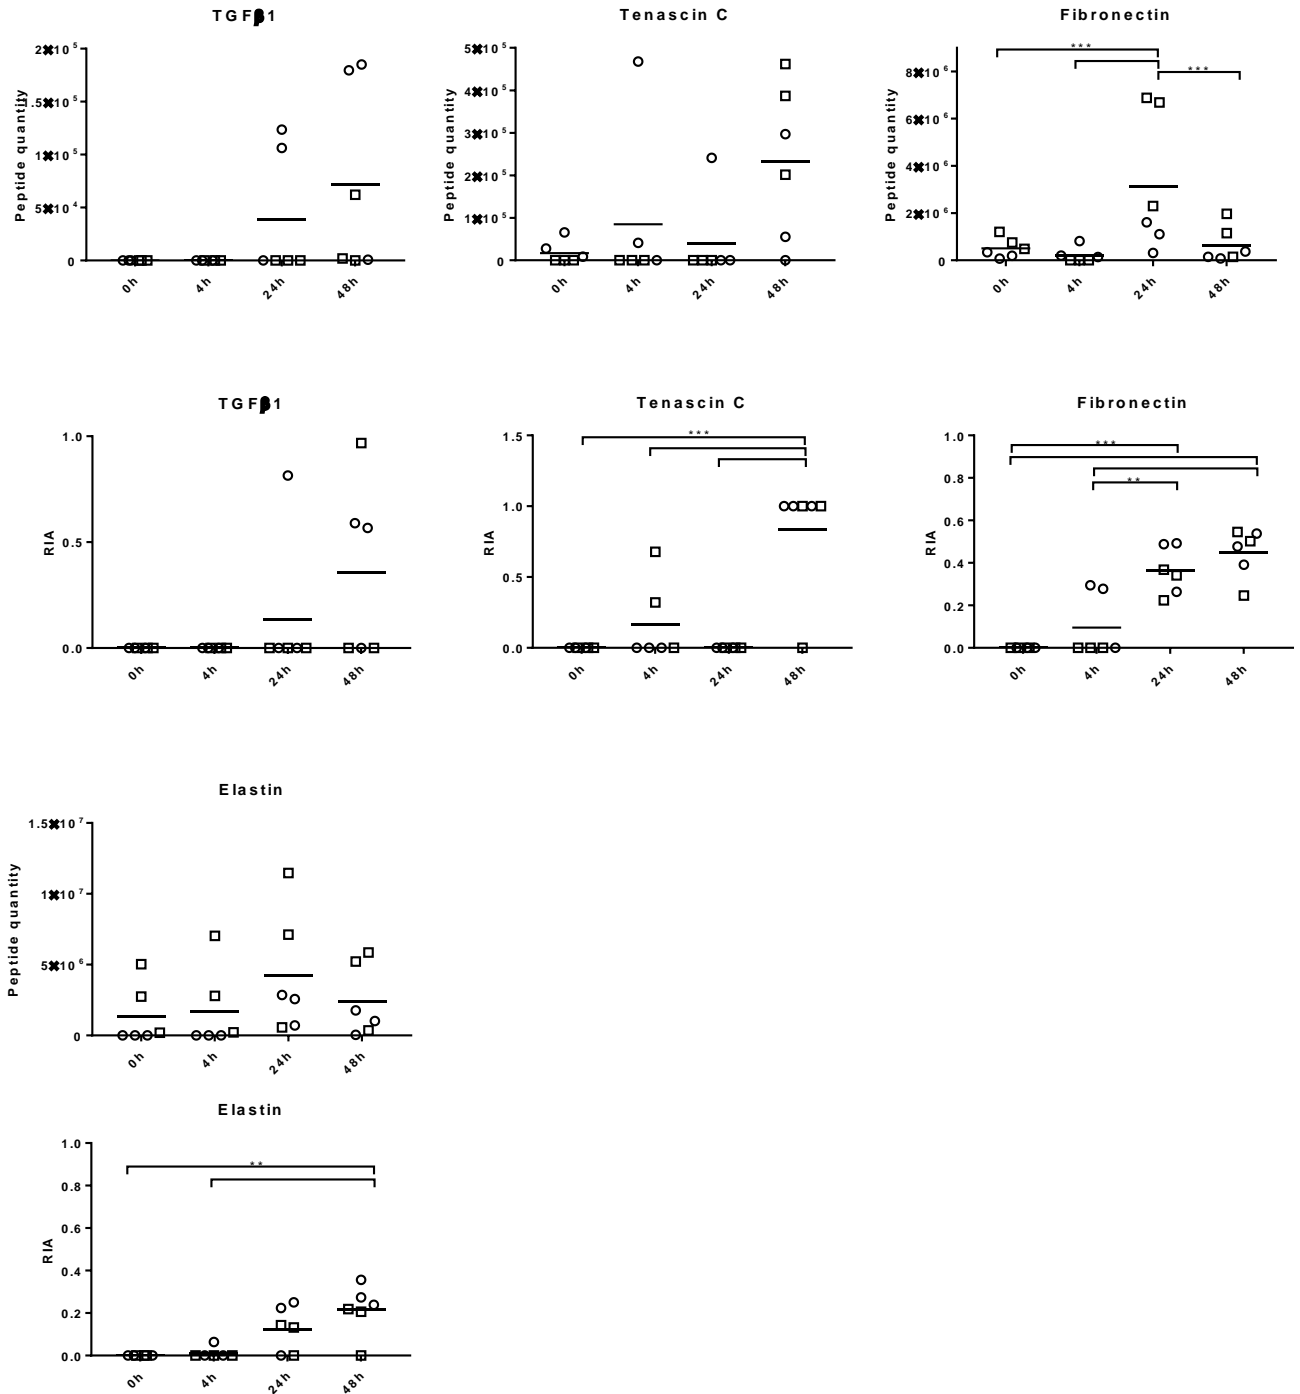 TGFβ1
Peptide quantity
2×10⁵
1.5×10⁵
1×10⁵
5×10⁴
0
0h
4h
24h
48h
Tenascin C
Peptide quantity
5×10⁵
4×10⁵
3×10⁵
2×10⁵
1×10⁵
0
0h
4h
24h
48h
Fibronectin
Peptide quantity
8×10⁶
6×10⁶
4×10⁶
2×10⁶
0
***
***
0h
4h
24h
48h
TGFβ1
RIA
1.0
0.5
0.0
0h
4h
24h
48h
Tenascin C
RIA
1.5
1.0
0.5
0.0
***
0h
4h
24h
48h
Fibronectin
RIA
1.0
0.8
0.6
0.4
0.2
0.0
***
**
0h
4h
24h
48h
Elastin
Peptide quantity
1.5×10⁷
1×10⁷
5×10⁶
0
0h
4h
24h
48h
Elastin
RIA
1.0
0.8
0.6
0.4
0.2
0.0
**
0h
4h
24h
48h